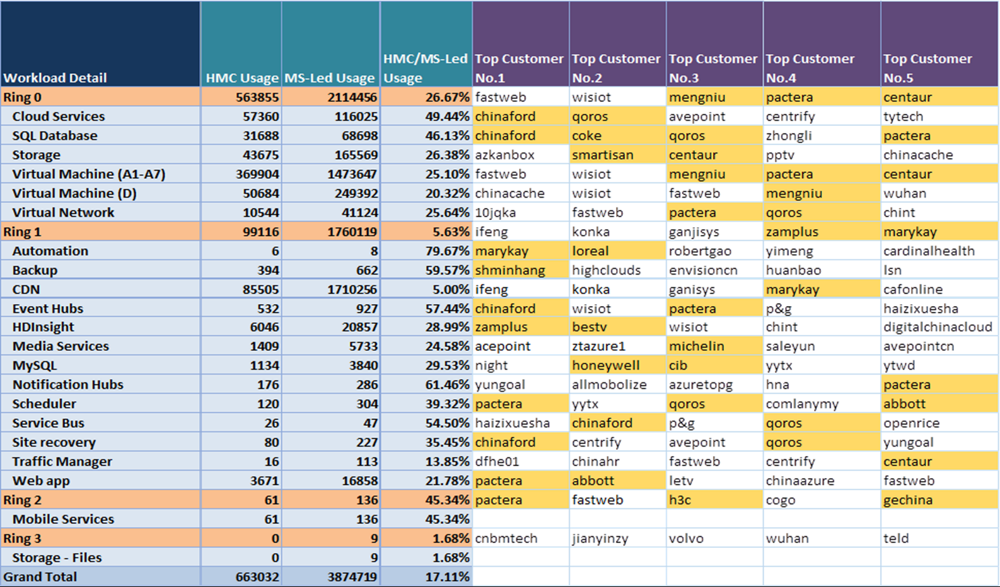 HMC/MS-Led Top Customer Top Customer Top Customer Top Customer Top Customer
Workload Detail HMC Usage MS-Led Usage Usage No.1 No.2 No.3 No.4 No.5
Ring 0 563855 2114456 26.67% fastweb wisiot mengniu pactera centaur
Cloud Services 57360 116025 49.44% chinaford qoros avepoint centrify tytech
SQL Database 31688 68698 46.13% chinaford coke qoros zhongli pactera
Storage 43675 165569 26.38% azkanbox smartisan centaur pptv chinacache
Virtual Machine (A1-A7) 369904 1473647 25.10% fastweb wisiot mengniu pactera centaur
Virtual Machine (D) 50684 249392 20.32% chinacache wisiot fastweb mengniu wuhan
Virtual Network 10544 41124 25.64% 10jqka fastweb pactera qoros chint
Ring 1 99116 1760119 5.63% ifeng konka ganjisys zamplus marykay
Automation 6 8 79.67% marykay loreal robertgao yimeng cardinalhealth
Backup 394 662 59.57% shminhang highclouds envisioncn huanbao lsn
CDN 85505 1710256 5.00% ifeng konka ganisys marykay cafonline
Event Hubs 532 927 57.44% chinaford wisiot pactera p&g haizixuesha
HDInsight 6046 20857 28.99% zamplus bestv wisiot chint digitalchinacloud
Media Services 1409 5733 24.58% acepoint ztazure1 michelin saleyun avepointcn
MySQL 1134 3840 29.53% night honeywell cib yytx ytwd
Notification Hubs 176 286 61.46% yungoal allmobolize azuretopg hna pactera
Scheduler 120 304 39.32% pactera yytx qoros comlanymy abbott
Service Bus 26 47 54.50% haizixuesha chinaford p&g qoros openrice
Site recovery 80 227 35.45% chinaford centrify avepoint qoros yungoal
Traffic Manager 16 113 13.85% dfhe01 chinahr fastweb centrify centaur
Web app 3671 16858 21.78% pactera abbott letv chinaazure fastweb
Ring 2 61 136 45.34% pactera fastweb h3c cogo gechina
Mobile Services 61 136 45.34%
Ring 3 0 9 1.68% cnbmtech jianyinzy volvo wuhan teld
Storage - Files 0 9 1.68%
Grand Total 663032 3874719 17.11%